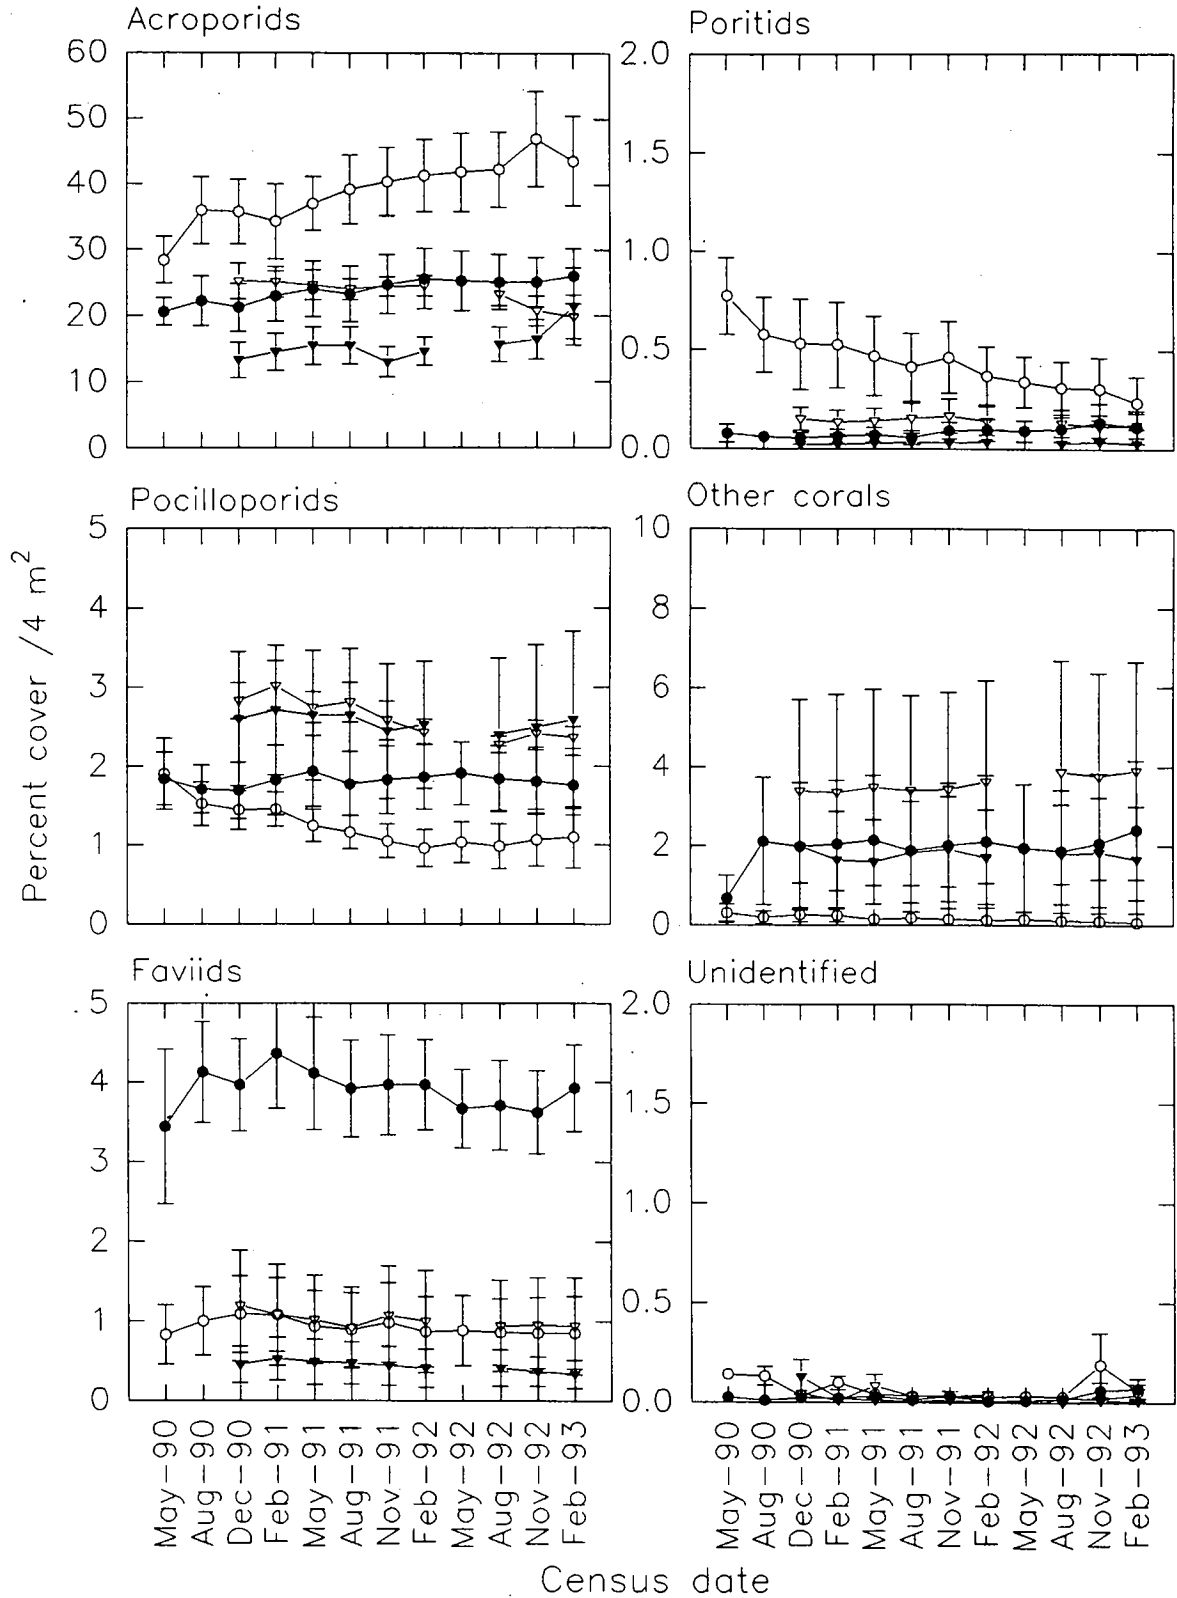 Acroporids
60
50
40
30
20
10
0
Poritids
2.0
1.5
1.0
0.5
0.0
Pocilloporids
5
4
3
2
1
0
Other corals
10
8
6
4
2
0
Percent cover /4 m²
Faviids
5
4
3
2
1
0
Unidentified
2.0
1.5
1.0
0.5
0.0
May-90
Aug-90
Dec-90
Feb-91
May-91
Aug-91
Nov-91
Feb-92
May-92
Aug-92
Nov-92
Feb-93
May-90
Aug-90
Dec-90
Feb-91
May-91
Aug-91
Nov-91
Feb-92
May-92
Aug-92
Nov-92
Feb-93
Census date